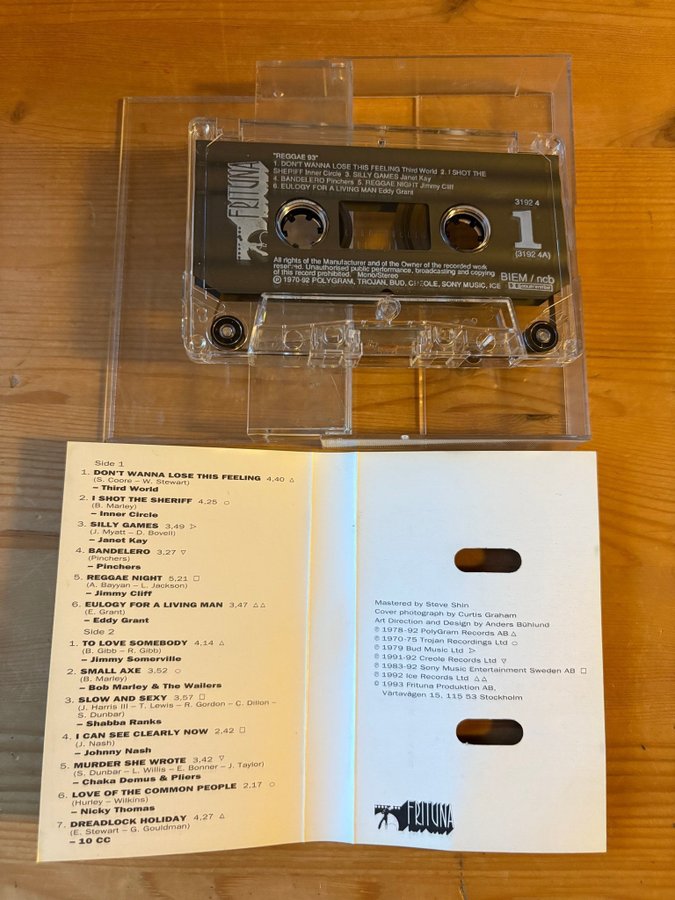 FRITUNA
"REGGAE 93"
1. DON'T WANNA LOSE THIS FEELING Third World 2. I SHOT THE
SHERIFF Inner Circle 3. SILLY GAMES Janet Kay
4. BANDELERO Pinchers 5. REGGAE NIGHT Jimmy Cliff
6. EULOGY FOR A LIVING MAN Eddy Grant
3192 4
1
(3192 4A)
All rights of the Manufacturer and of the Owner of the recorded work
reserved. Unauthorised public performance, broadcasting and copying
of this record prohibited. Mono/Stereo
BIEM / ncb
℗ 1970-92 POLYGRAM, TROJAN, BUD, CREOLE, SONY MUSIC, ICE
Side 1
1. DON'T WANNA LOSE THIS FEELING 4,40 △
(S. Coore – W. Stewart)
– Third World
2. I SHOT THE SHERIFF 4,25 ○
(B. Marley)
– Inner Circle
3. SILLY GAMES 3,49 ▷
(J. Myatt – D. Bovell)
– Janet Kay
4. BANDELERO 3,27 ▽
(Pinchers)
– Pinchers
5. REGGAE NIGHT 5,21 □
(A. Bayyan – L. Jackson)
– Jimmy Cliff
6. EULOGY FOR A LIVING MAN 3,47 △ △
(E. Grant)
– Eddy Grant
Side 2
1. TO LOVE SOMEBODY 4,14 △
(B. Gibb – R. Gibb)
– Jimmy Somerville
2. SMALL AXE 3,52 ○
(B. Marley)
– Bob Marley & The Wailers
3. SLOW AND SEXY 3,57 □
(J. Harris III – T. Lewis – R. Gordon – C. Dillon –
S. Dunbar)
– Shabba Ranks
4. I CAN SEE CLEARLY NOW 2,42 □
(J. Nash)
– Johnny Nash
5. MURDER SHE WROTE 3,42 ▽
(S. Dunbar – L. Willis – E. Bonner – J. Taylor)
– Chaka Demus & Pliers
6. LOVE OF THE COMMON PEOPLE 2.17 ○
(Hurley – Wilkins)
– Nicky Thomas
7. DREADLOCK HOLIDAY 4,27 △
(E. Stewart – G. Gouldman)
– 10 CC
Mastered by Steve Shin
Cover photograph by Curtis Graham
Art Direction and Design by Anders Bühlund
℗ 1978-92 PolyGram Records AB △
℗ 1970-75 Trojan Recordings Ltd ○
℗ 1979 Bud Music Ltd ▷
℗ 1991-92 Creole Records Ltd ▽
℗ 1983-92 Sony Music Entertainment Sweden AB □
℗ 1992 Ice Records Ltd △ △
© 1993 Frituna Produktion AB,
Värtavägen 15, 115 53 Stockholm
FRITUNA